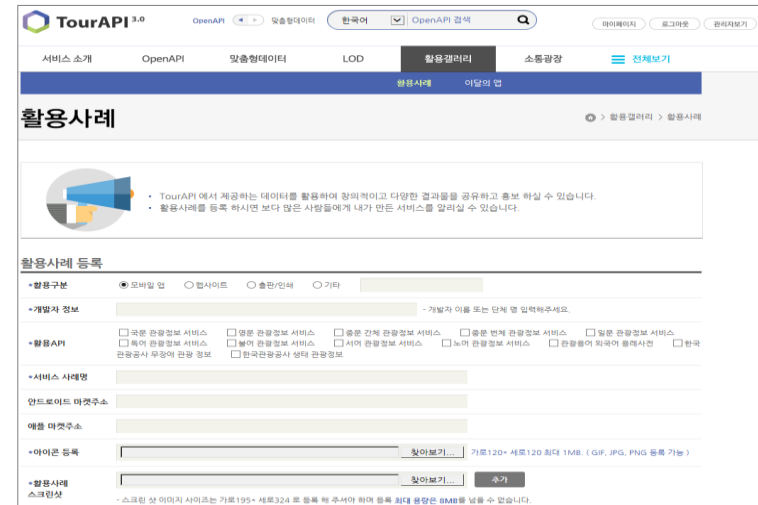 TourAPI 3.0
OpenAPI 맞춤형데이터 한국어 OpenAPI 검색 마이페이지 로그아웃 관리자보기
서비스 소개 OpenAPI 맞춤형데이터 LOD 활용갤러리 소통광장 전체보기
활용사례 이달의 앱
활용사례
> 활용갤러리 > 활용사례
• TourAPI 에서 제공하는 데이터를 활용하여 창의적이고 다양한 결과물을 공유하고 홍보 하실 수 있습니다.
• 활용사례를 등록 하시면 보다 많은 사람들에게 내가 만든 서비스를 알리실 수 있습니다.
활용사례 등록
*활용구분 모바일 앱 웹사이트 출판/인쇄 기타
*개발자 정보 - 개발자 이름 또는 단체 명 입력해주세요.
*활용API
국문 관광정보 서비스 영문 관광정보 서비스 중문 간체 관광정보 서비스 중문 번체 관광정보 서비스 일문 관광정보 서비스
독어 관광정보 서비스 불어 관광정보 서비스 서어 관광정보 서비스 노어 관광정보 서비스 관광용어 외국어 용례사전 한국
관광공사 무장애 관광 정보 한국관광공사 생태 관광정보
*서비스 사례명
안드로이드 마켓주소
애플 마켓주소
*아이콘 등록 찾아보기... 가로120* 세로120 최대 1MB. ( GIF, JPG, PNG 등록 가능 )
*활용사례
스크린샷
찾아보기... 추가
- 스크린 샷 이미지 사이즈는 가로195* 세로324 로 등록 해 주셔야 하며 등록 최대 용량은 8MB를 넘을 수 없습니다.